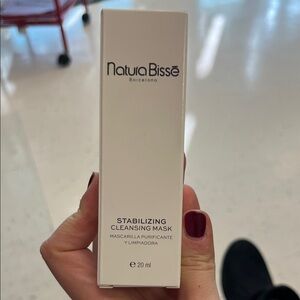 Natura Bissé
Barcelona
STABILIZING
CLEANSING MASK
MASCARILLA PURIFICANTE
Y LIMPIADORA
℮ 20 ml